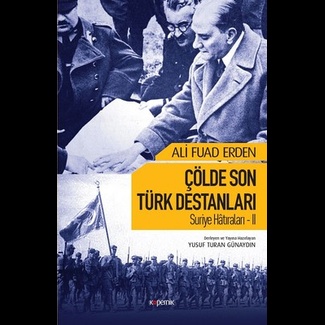 ALİ FUAD ERDEN
ÇÖLDE SON
TÜRK DESTANLARI
Suriye Hâtıraları - II
Derleyen ve Yayına Hazırlayan
YUSUF TURAN GÜNAYDIN
Kopernik